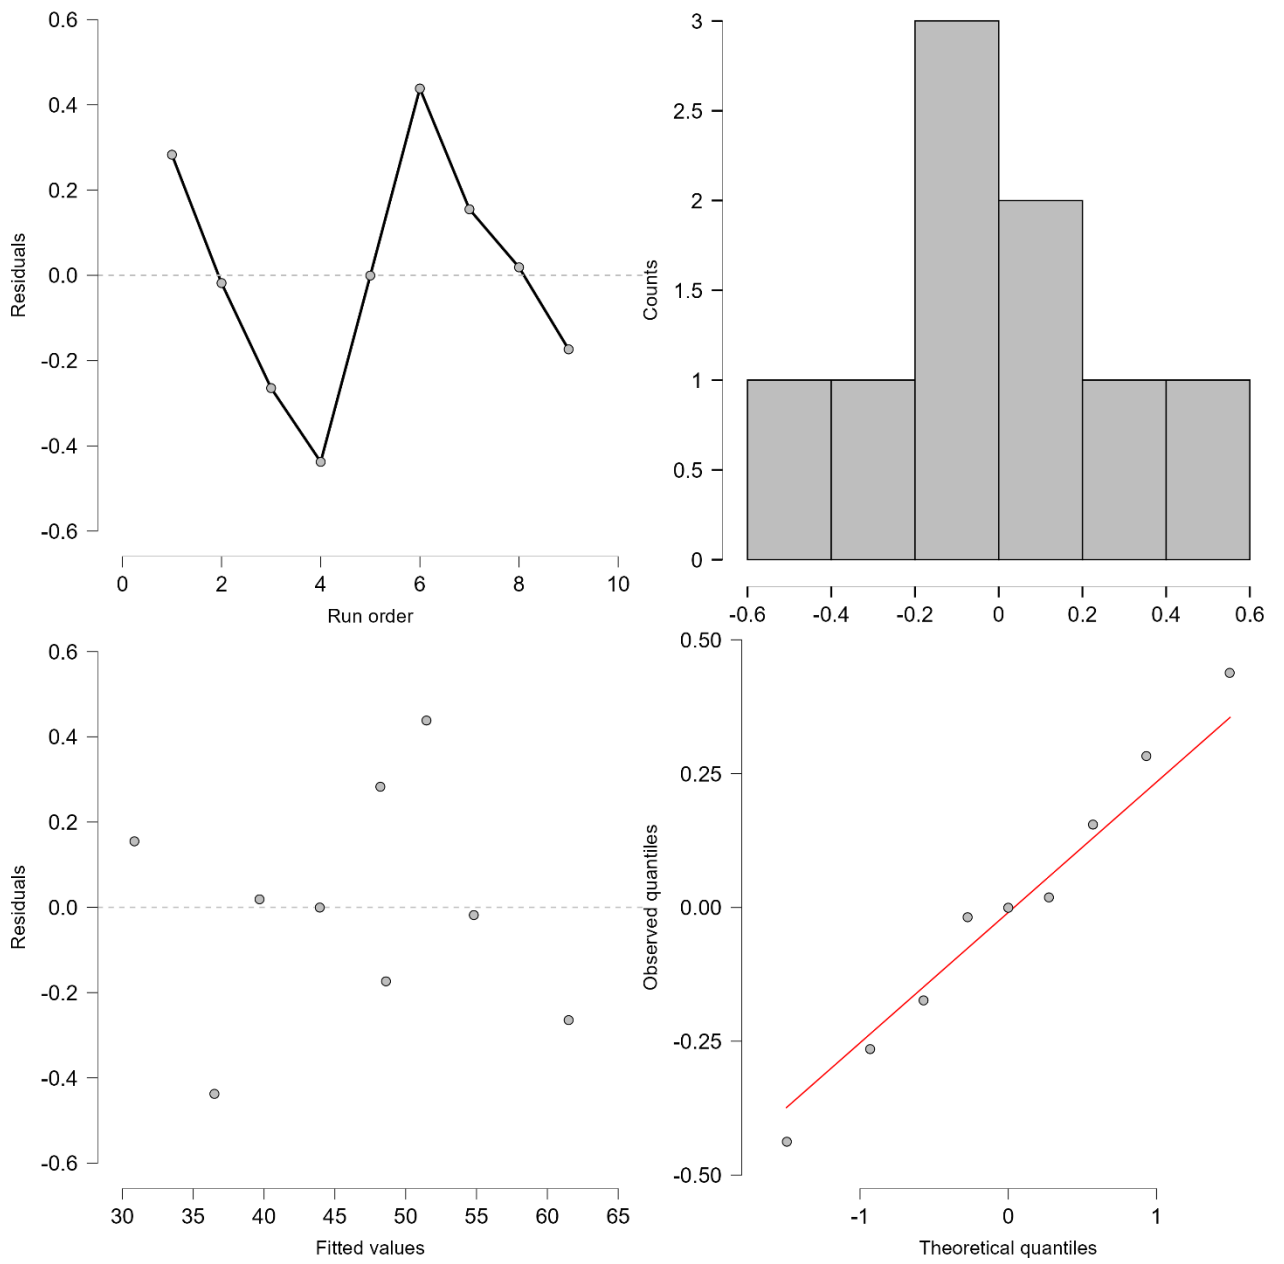 0.6
0.4
0.2
0.0
-0.2
-0.4
-0.6
Residuals
0 2 4 6 8 10
Run order
3
2.5
2
1.5
1
0.5
0
Counts
-0.6 -0.4 -0.2 0 0.2 0.4 0.6
0.6
0.4
0.2
0.0
-0.2
-0.4
-0.6
Residuals
30 35 40 45 50 55 60 65
Fitted values
0.50
0.25
0.00
-0.25
-0.50
Observed quantiles
-1 0 1
Theoretical quantiles